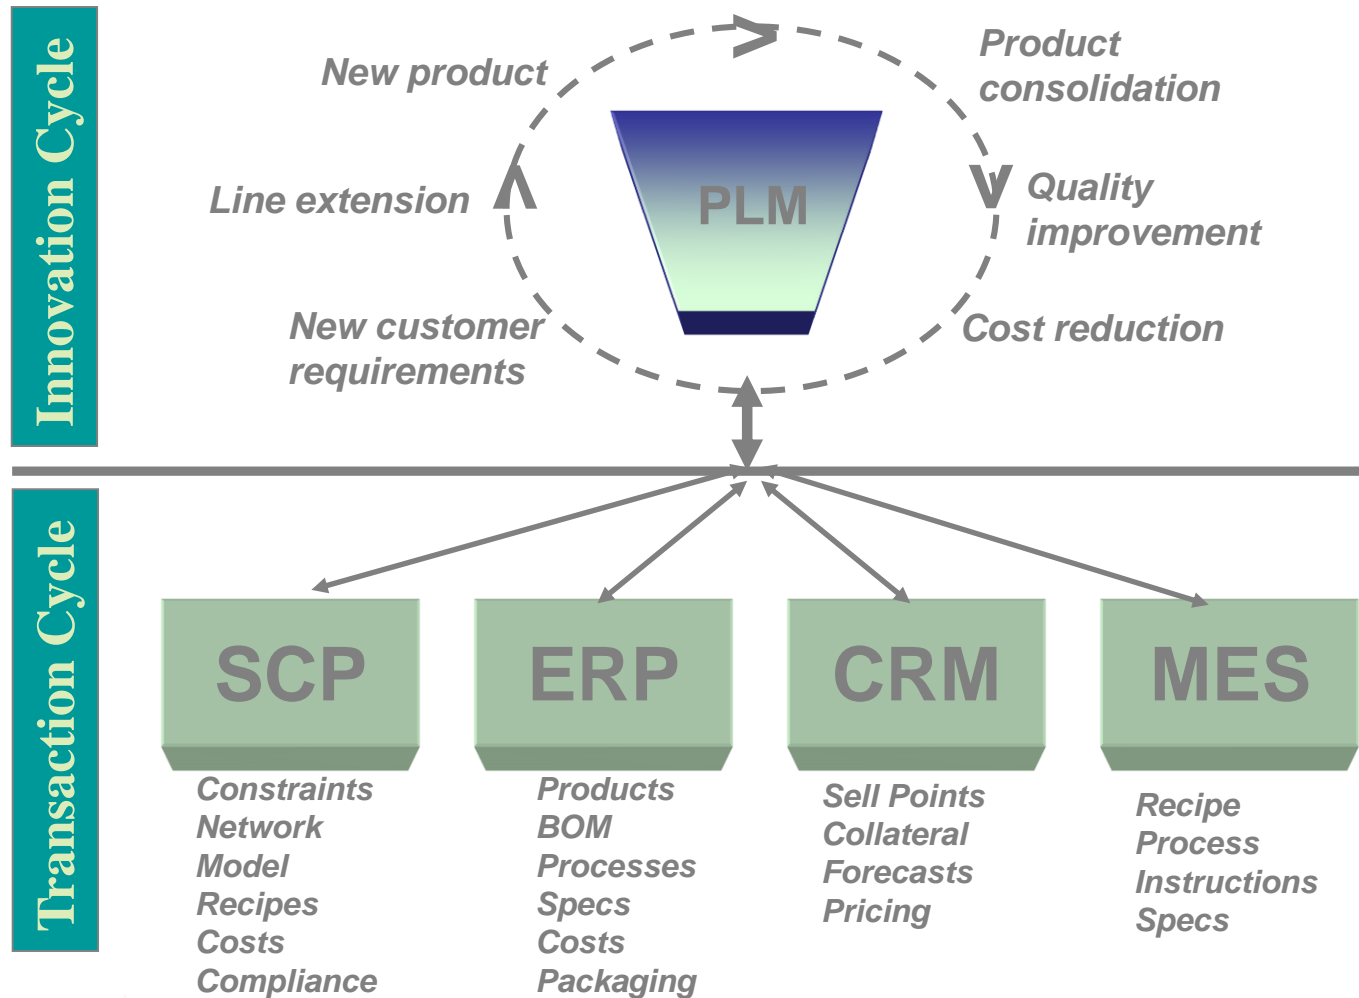 Innovation Cycle
New product
Product
consolidation
Line extension
PLM
Quality
improvement
New customer
requirements
Cost reduction
Transaction Cycle
SCP
ERP
CRM
MES
Constraints
Network
Model
Recipes
Costs
Compliance
Products
BOM
Processes
Specs
Costs
Packaging
Sell Points
Collateral
Forecasts
Pricing
Recipe
Process
Instructions
Specs